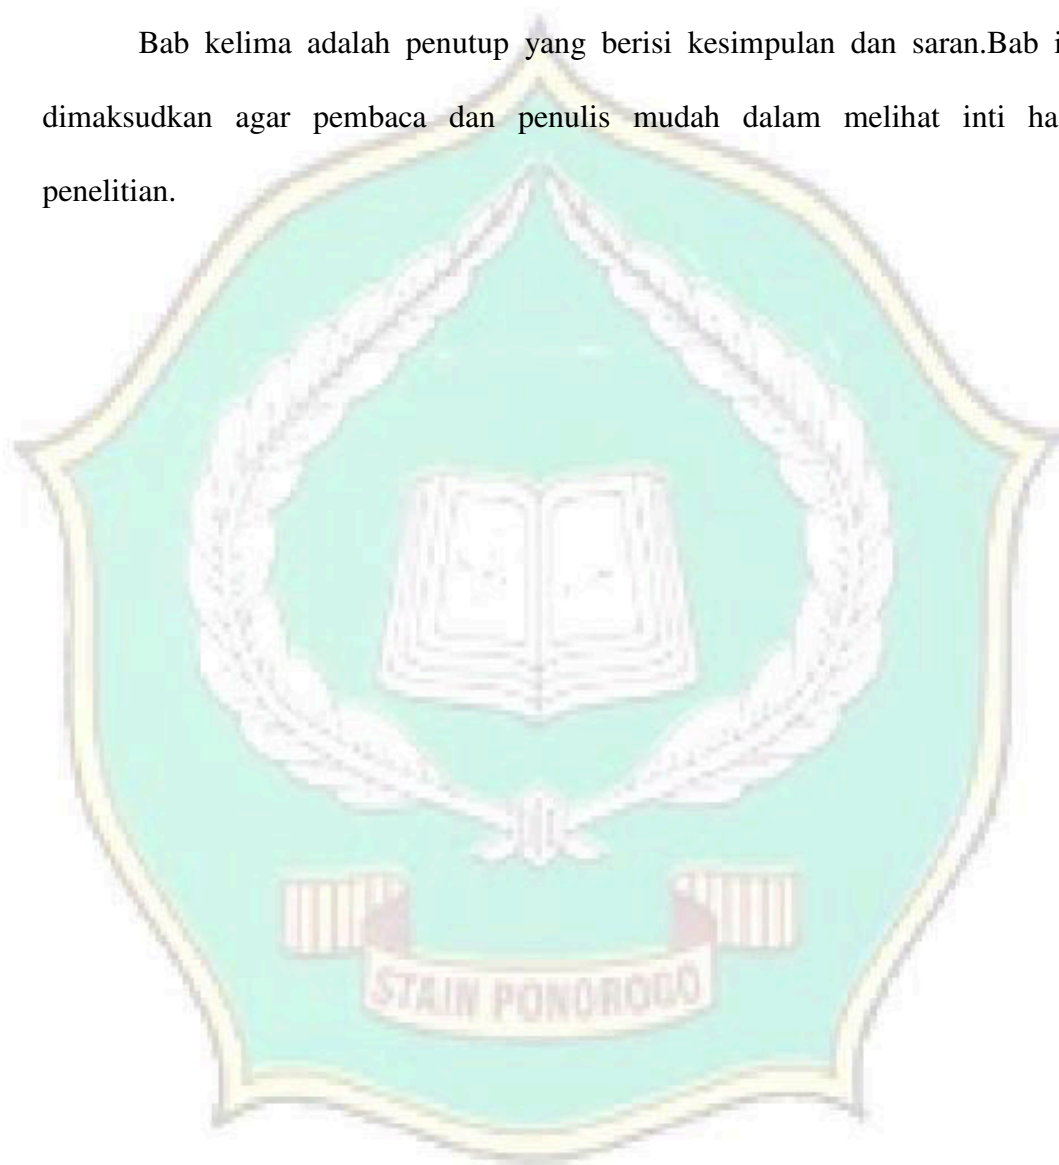 Bab kelima adalah penutup yang berisi kesimpulan dan saran.Bab i
dimaksudkan agar pembaca dan penulis mudah dalam melihat inti ha
penelitian.
STAIN PONOROGO